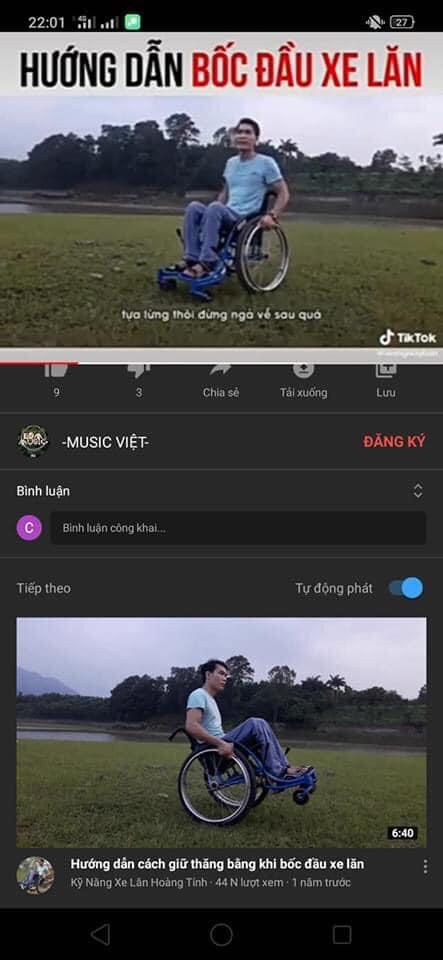 22:01
4G
27
HƯỚNG DẪN BỐC ĐẦU XE LĂN
tựa lưng thôi đừng ngả về sau quá
TikTok
9
3
Chia sẻ
Tải xuống
Lưu
-MUSIC VIỆT-
ĐĂNG KÝ
Bình luận
C
Bình luận công khai...
Tiếp theo
Tự động phát
6:40
Hướng dẫn cách giữ thăng bằng khi bốc đầu xe lăn
Kỹ Năng Xe Lăn Hoàng Tính · 44 N lượt xem · 1 năm trước